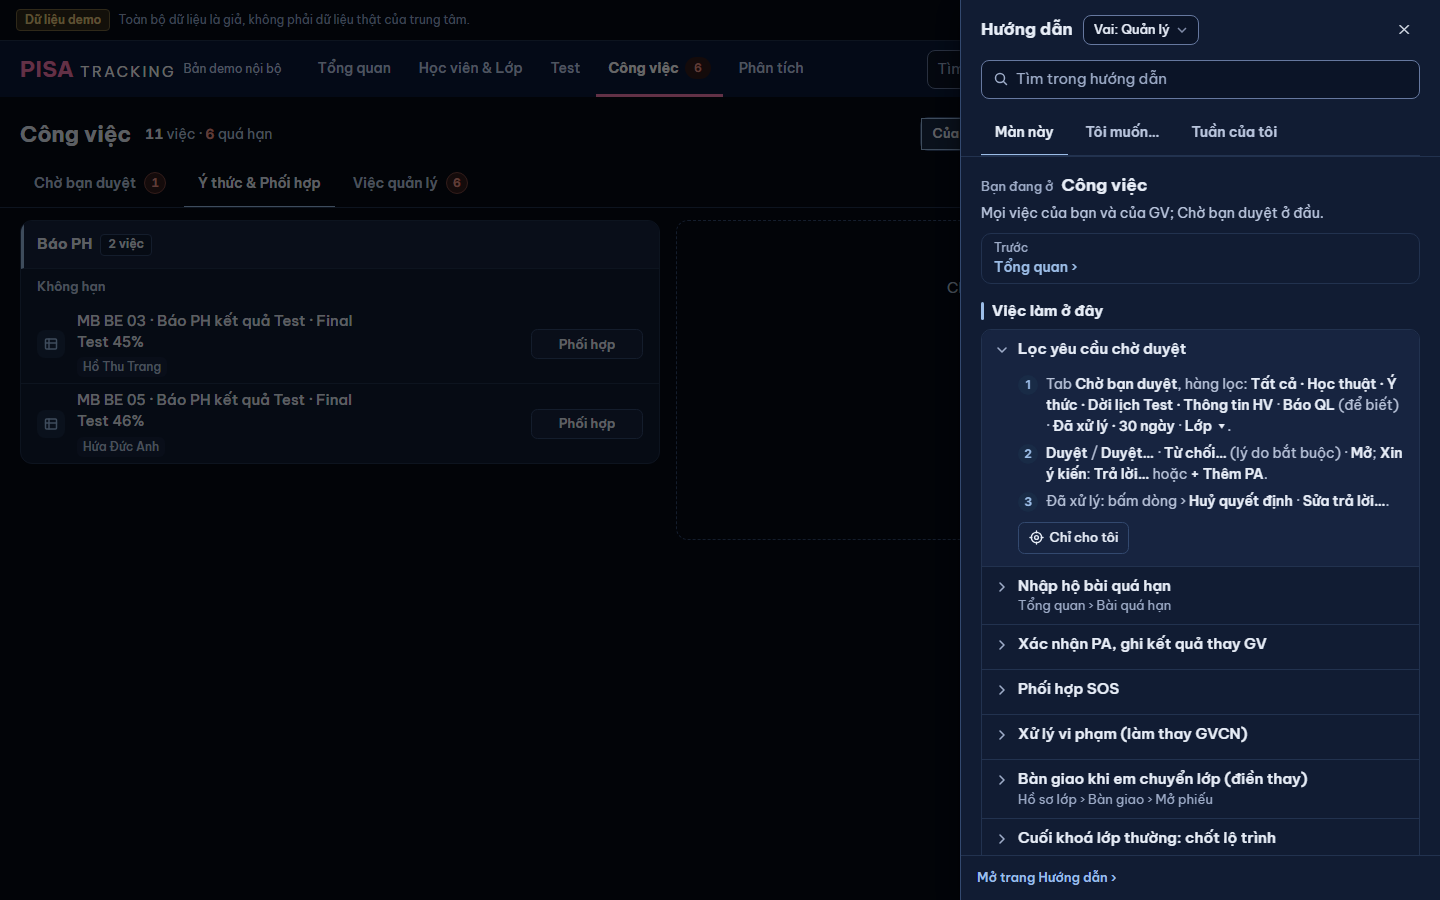 Dữ liệu demo Toàn bộ dữ liệu là giả, không phải dữ liệu thật của trung tâm.
PISA TRACKING Bản demo nội bộ Tổng quan Học viên & Lớp Test Công việc 6 Phân tích
Công việc 11 việc · 6 quá hạn
Chờ bạn duyệt 1 Ý thức & Phối hợp Việc quản lý 6
Báo PH 2 việc
Không hạn
MB BE 03 · Báo PH kết quả Test · Final
Test 45%
Hồ Thu Trang
Phối hợp
MB BE 05 · Báo PH kết quả Test · Final
Test 46%
Hứa Đức Anh
Phối hợp
Hướng dẫn Vai: Quản lý
Tìm trong hướng dẫn
Màn này Tôi muốn... Tuần của tôi
Bạn đang ở Công việc
Mọi việc của bạn và của GV; Chờ bạn duyệt ở đầu.
Trước
Tổng quan ›
Việc làm ở đây
Lọc yêu cầu chờ duyệt
1 Tab Chờ bạn duyệt, hàng lọc: Tất cả · Học thuật · Ý
thức · Dời lịch Test · Thông tin HV · Báo QL (để biết)
· Đã xử lý · 30 ngày · Lớp ▾.
2 Duyệt / Duyệt... · Từ chối... (lý do bắt buộc) · Mở; Xin
ý kiến: Trả lời... hoặc + Thêm PA.
3 Đã xử lý: bấm dòng › Huỷ quyết định · Sửa trả lời....
Chỉ cho tôi
Nhập hộ bài quá hạn
Tổng quan › Bài quá hạn
Xác nhận PA, ghi kết quả thay GV
Phối hợp SOS
Xử lý vi phạm (làm thay GVCN)
Bàn giao khi em chuyển lớp (điền thay)
Hồ sơ lớp › Bàn giao › Mở phiếu
Cuối khoá lớp thường: chốt lộ trình
Mở trang Hướng dẫn ›